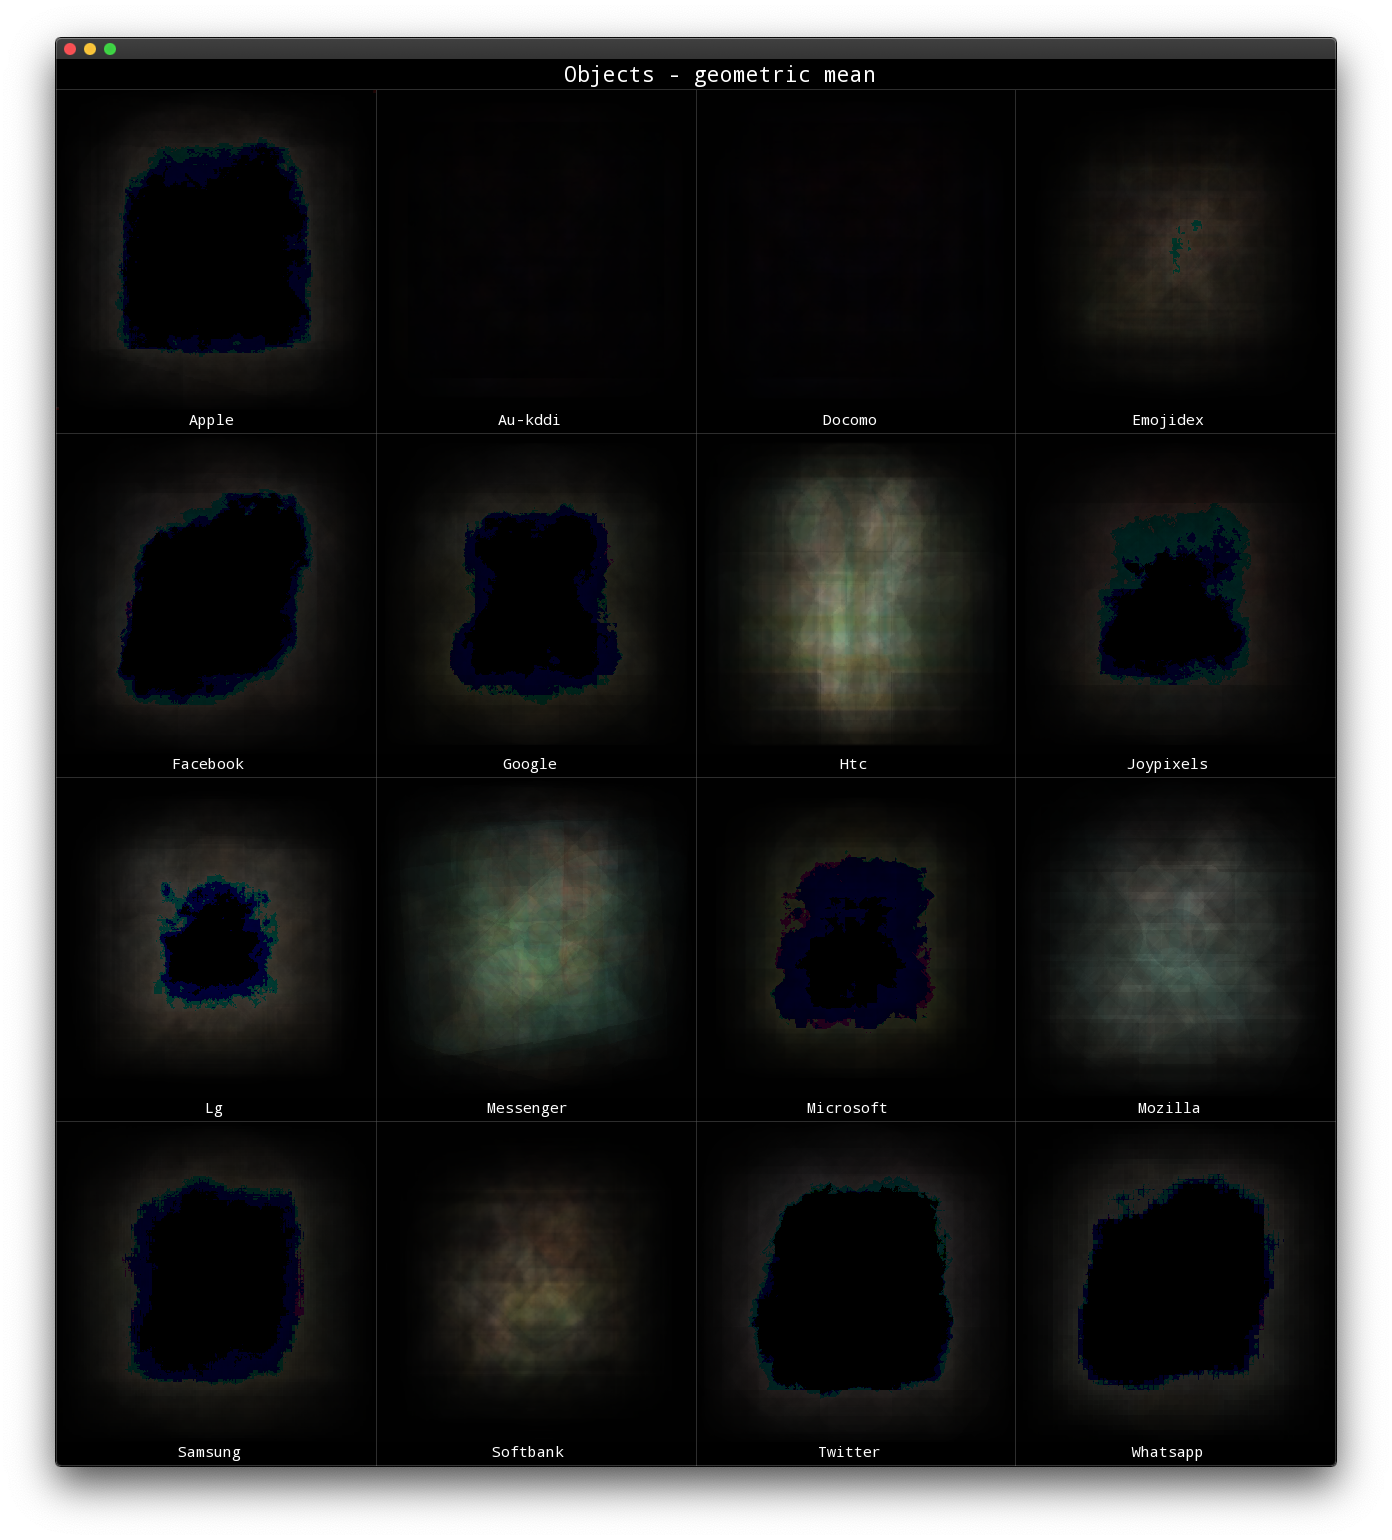 Objects - geometric mean
Apple
Au-kddi
Docomo
Emojidex
Facebook
Google
Htc
Joypixels
Lg
Messenger
Microsoft
Mozilla
Samsung
Softbank
Twitter
Whatsapp